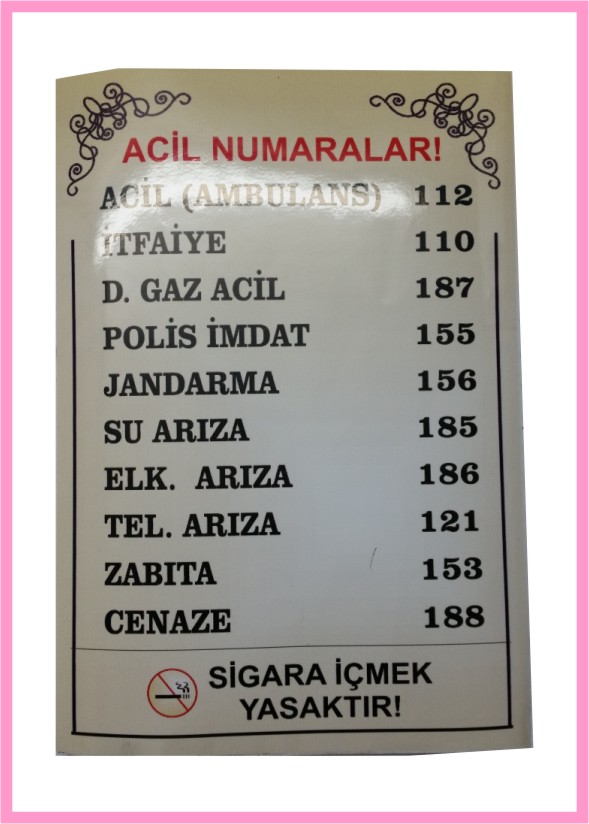 ACİL NUMARALAR!
ACİL (AMBULANS) 112
İTFAİYE 110
D. GAZ ACİL 187
POLİS İMDAT 155
JANDARMA 156
SU ARIZA 185
ELK. ARIZA 186
TEL. ARIZA 121
ZABITA 153
CENAZE 188
SİGARA İÇMEK
YASAKTIR!